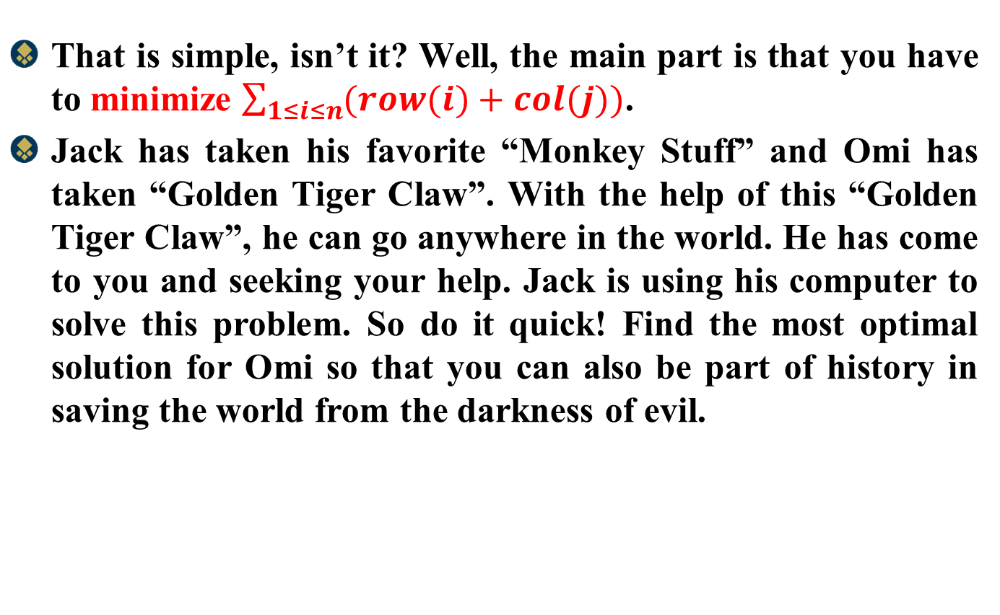 That is simple, isn’t it? Well, the main part is that you have
to minimize ∑₁≤ᵢ≤ₙ(row(i) + col(j)).
Jack has taken his favorite “Monkey Stuff” and Omi has
taken “Golden Tiger Claw”. With the help of this “Golden
Tiger Claw”, he can go anywhere in the world. He has come
to you and seeking your help. Jack is using his computer to
solve this problem. So do it quick! Find the most optimal
solution for Omi so that you can also be part of history in
saving the world from the darkness of evil.